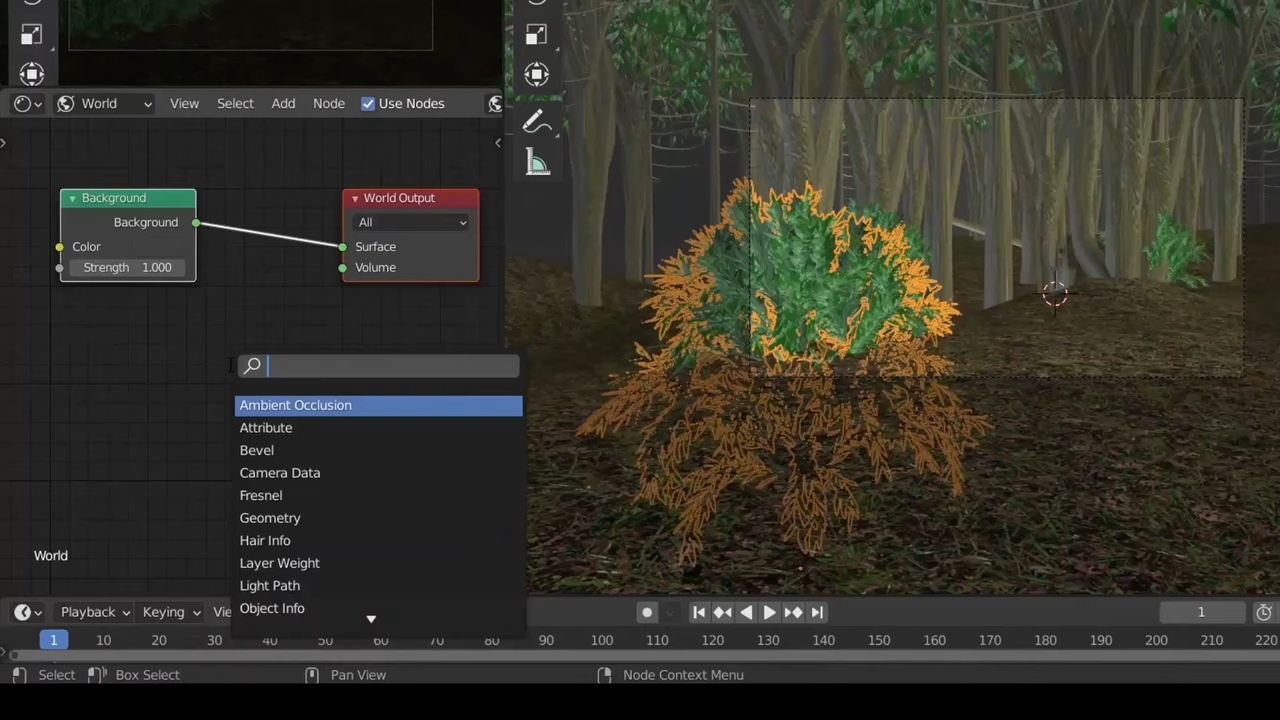 World View Select Add Node Use Nodes
Background
Background
Color
Strength 1.000
World Output
All
Surface
Volume
Ambient Occlusion
Attribute
Bevel
Camera Data
Fresnel
Geometry
Hair Info
Layer Weight
Light Path
Object Info
World
Playback Keying Vie 1
1 10 20 30 40 50 60 70 80 90 100 110 120 130 140 150 160 170 180 190 200 210 220
Select Box Select Pan View Node Context Menu